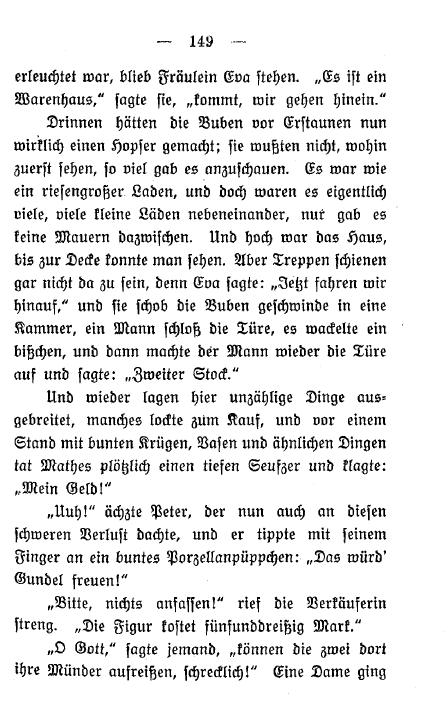 — 149 —
erleuchtet war, blieb Fräulein Eva stehen. „Es ist ein
Warenhaus,“ sagte sie, „kommt, wir gehen hinein.“
Drinnen hätten die Buben vor Erstaunen nun
wirklich einen Hopser gemacht; sie wußten nicht, wohin
zuerst sehen, so viel gab es anzuschauen. Es war wie
ein riesengroßer Laden, und doch waren es eigentlich
viele, viele kleine Läden nebeneinander, nur gab es
keine Mauern dazwischen. Und hoch war das Haus,
bis zur Decke konnte man sehen. Aber Treppen schienen
gar nicht da zu sein, denn Eva sagte: „Jetzt fahren wir
hinauf,“ und sie schob die Buben geschwinde in eine
Kammer, ein Mann schloß die Türe, es wackelte ein
bißchen, und dann machte der Mann wieder die Türe
auf und sagte: „Zweiter Stock.“
Und wieder lagen hier unzählige Dinge aus-
gebreitet, manches lockte zum Kauf, und vor einem
Stand mit bunten Krügen, Vasen und ähnlichen Dingen
tat Mathes plötzlich einen tiefen Seufzer und klagte:
„Mein Geld!“
„Uuh!“ ächzte Peter, der nun auch an diesen
schweren Verlust dachte, und er tippte mit seinem
Finger an ein buntes Porzellanpüppchen: „Das würd'
Gundel freuen!“
„Bitte, nichts anfassen!“ rief die Verkäuferin
streng. „Die Figur kostet fünfunddreißig Mark.“
„O Gott,“ sagte jemand, „können die zwei dort
ihre Münder aufreißen, schrecklich!“ Eine Dame ging